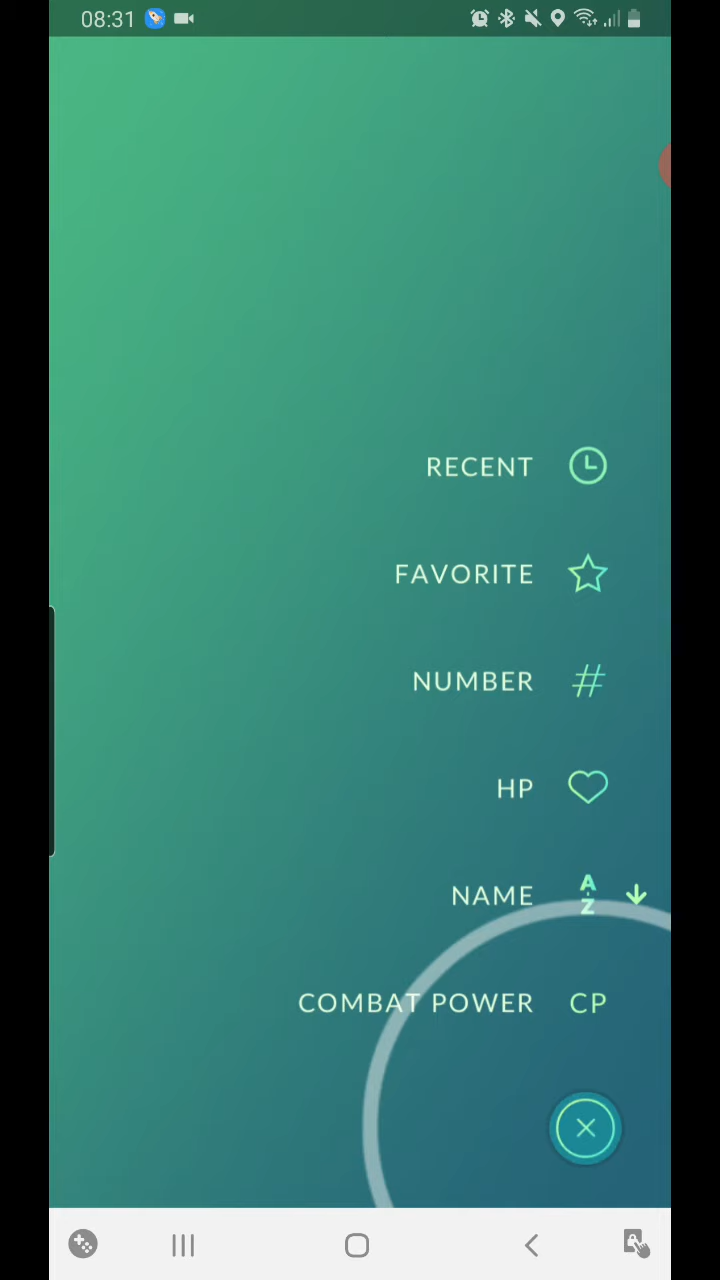 08:31
RECENT
FAVORITE
NUMBER #
HP
NAME A-Z
COMBAT POWER CP